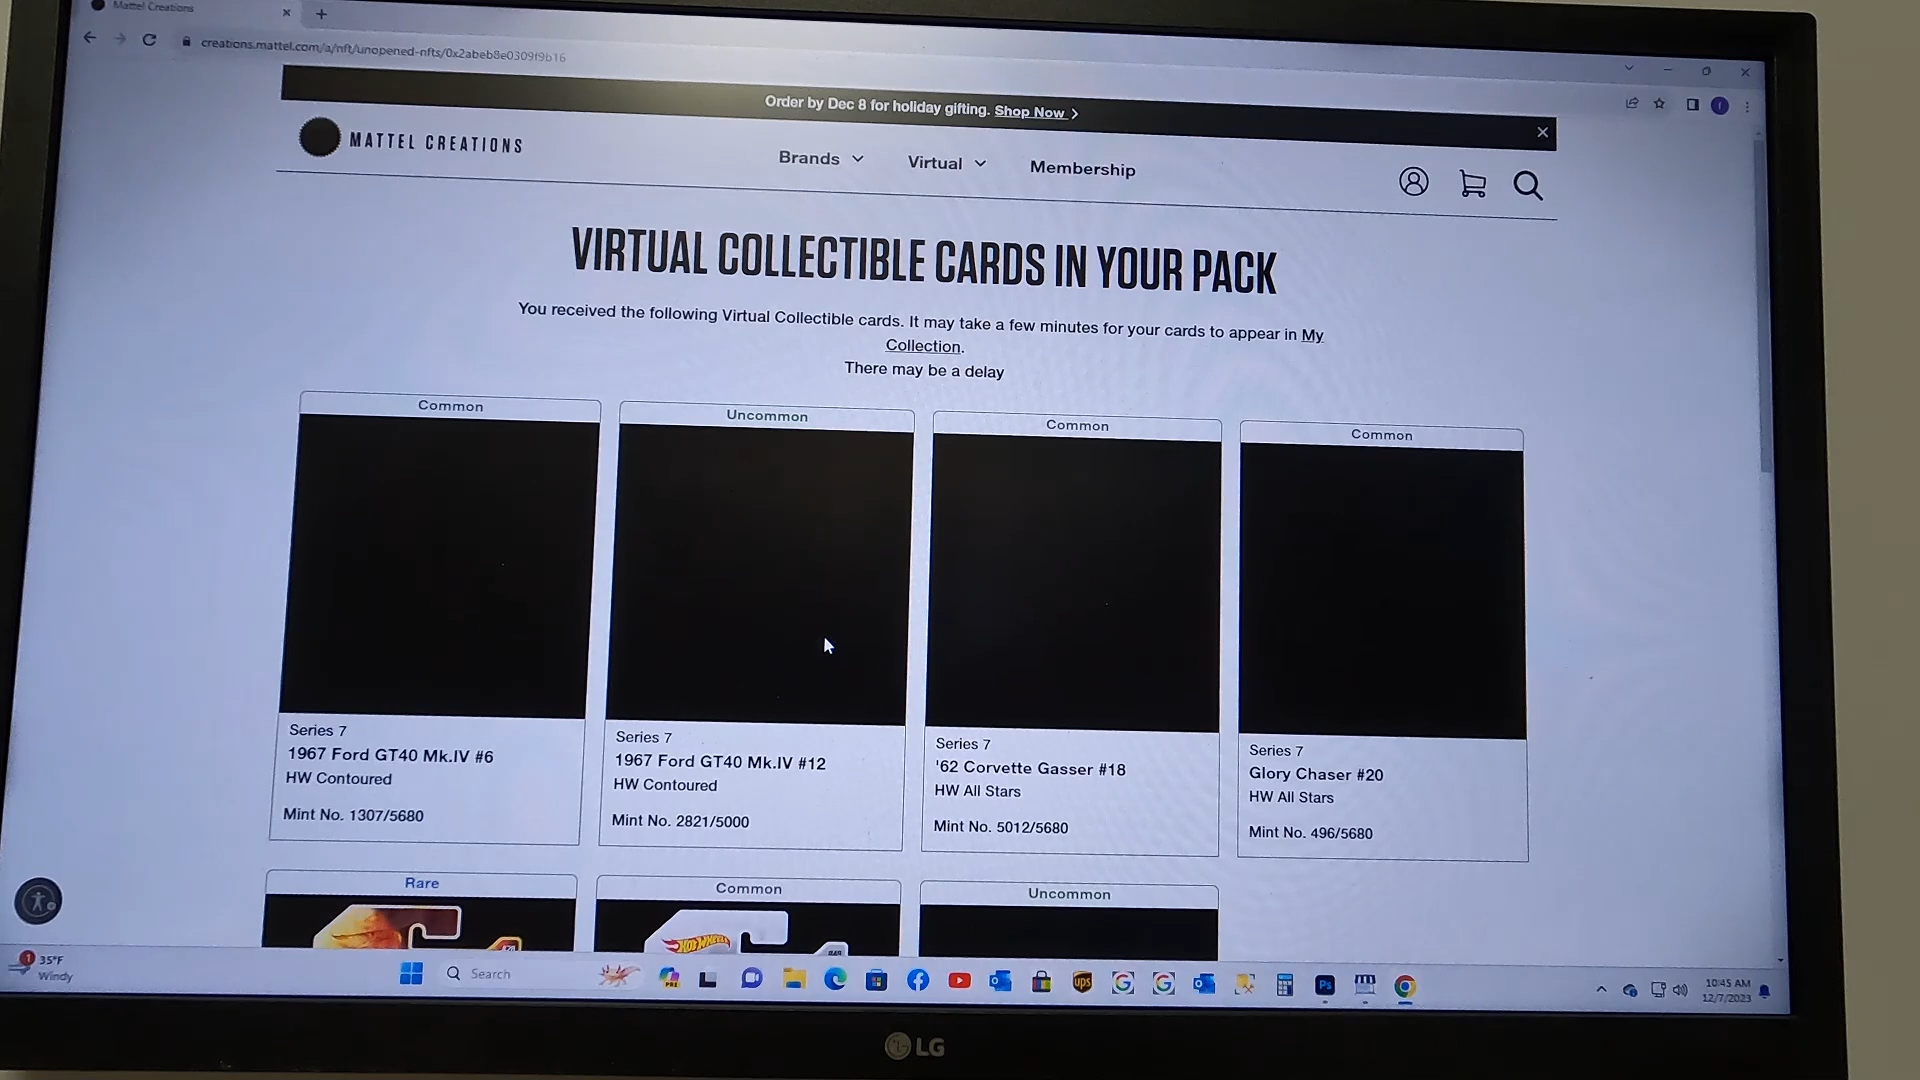 Mattel Creations
creations.mattel.com/a/nft/unopened-nfts/0x2abeb8e0309f9b16
Order by Dec 8 for holiday gifting. Shop Now >
MATTEL CREATIONS
Brands
Virtual
Membership
VIRTUAL COLLECTIBLE CARDS IN YOUR PACK
You received the following Virtual Collectible cards. It may take a few minutes for your cards to appear in My
Collection.
There may be a delay
Common
Uncommon
Common
Common
Series 7
1967 Ford GT40 Mk.IV #6
HW Contoured
Mint No. 1307/5680
Series 7
1967 Ford GT40 Mk.IV #12
HW Contoured
Mint No. 2821/5000
Series 7
'62 Corvette Gasser #18
HW All Stars
Mint No. 5012/5680
Series 7
Glory Chaser #20
HW All Stars
Mint No. 496/5680
Rare
Common
Uncommon
HOT WHEELS
1
35°F
Windy
Search
PRE
ups
Ps
10:45 AM
12/7/2023
LG